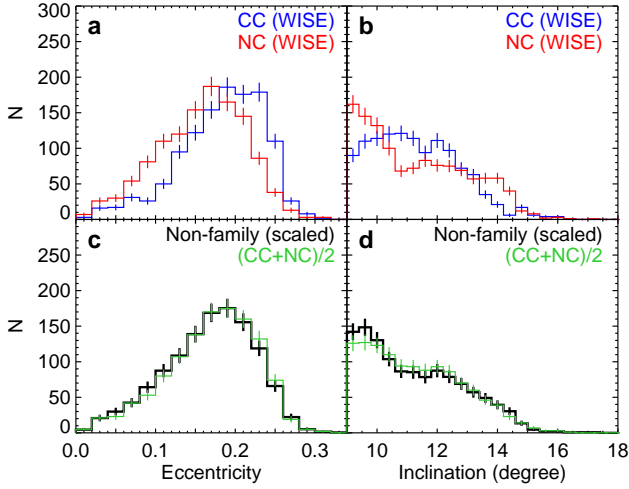 300
250
200
150
100
50
0
N
a
CC (WISE)
NC (WISE)
b
CC (WISE)
NC (WISE)
250
200
150
100
50
0
N
c
Non-family (scaled)
(CC+NC)/2
d
Non-family (scaled)
(CC+NC)/2
0.0 0.1 0.2 0.3
10 12 14 16 18
Eccentricity
Inclination (degree)